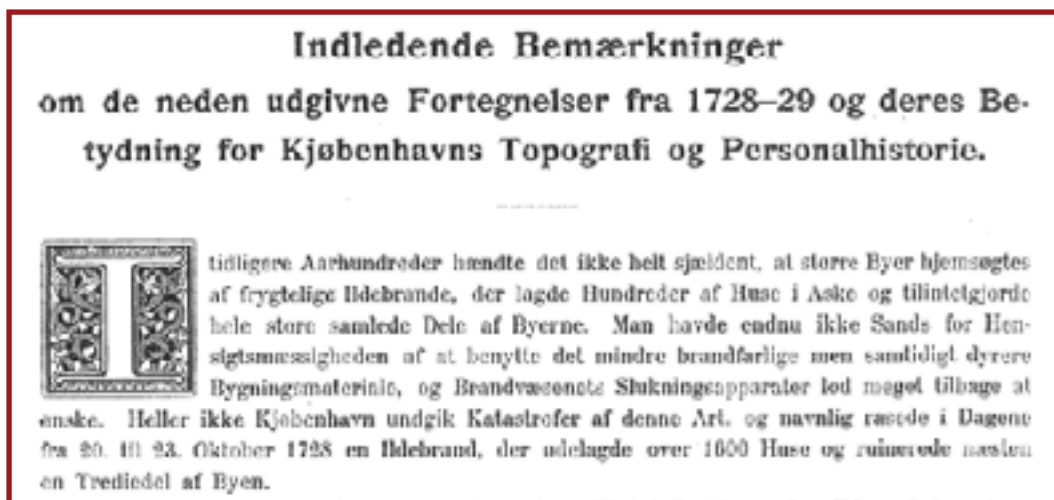 Indledende Bemærkninger
om de neden udgivne Fortegnelser fra 1728–29 og deres Be-
tydning for Kjøbenhavns Topografi og Personalhistorie.
I tidligere Aarhundreder hændte det ikke helt sjældent, at større Byer hjemsøgtes
af frygtelige Ildebrande, der lagde Hundreder af Huse i Aske og tilintetgjorde
hele store samlede Dele af Byerne. Man havde endnu ikke Sands for Hen-
sigtsmæssigheden af at benytte det mindre brandfarlige men samtidigt dyrere
Bygningsmateriale, og Brandvæsenets Slukningsapparater lod meget tilbage at
ønske. Heller ikke Kjøbenhavn undgik Katastrofer af denne Art, og navnlig rasede i Dagene
fra 20. til 23. Oktober 1728 en Ildebrand, der ødelagde over 1600 Huse og ruinerede næsten
en Trediedel af Byen.